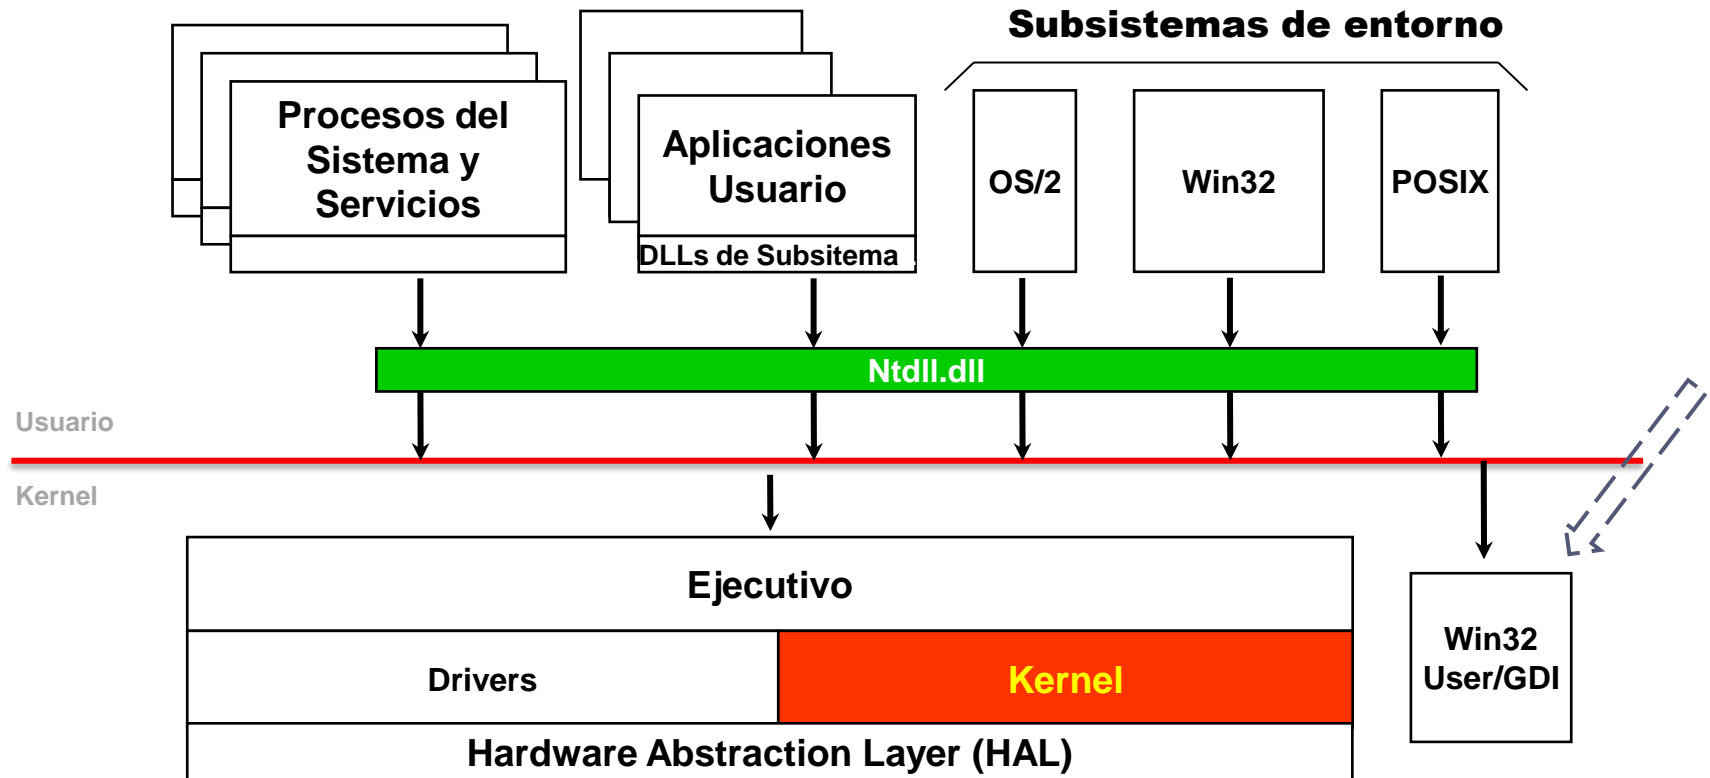 Subsistemas de entorno
Procesos del
Sistema y
Servicios
Aplicaciones
Usuario
DLLs de Subsitema
OS/2
Win32
POSIX
Ntdll.dll
Usuario
Kernel
Ejecutivo
Drivers
Kernel
Win32
User/GDI
Hardware Abstraction Layer (HAL)